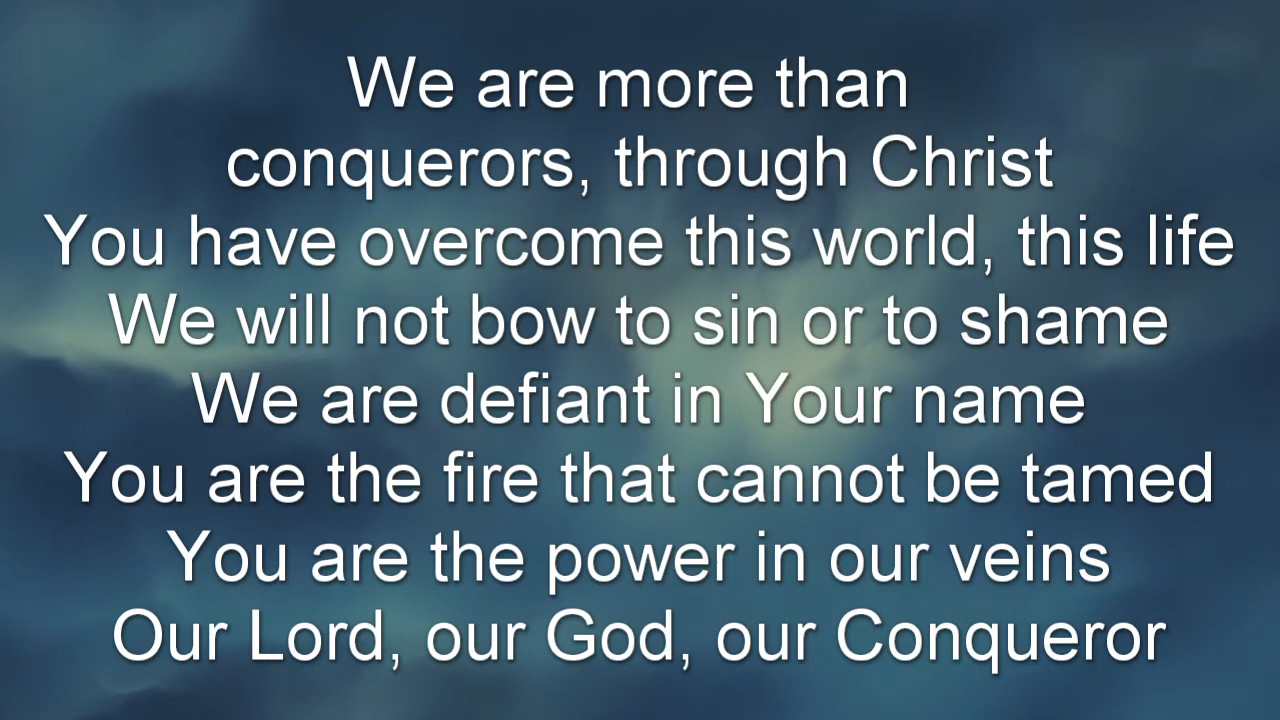 We are more than
conquerors, through Christ
You have overcome this world, this life
We will not bow to sin or to shame
We are defiant in Your name
You are the fire that cannot be tamed
You are the power in our veins
Our Lord, our God, our Conqueror